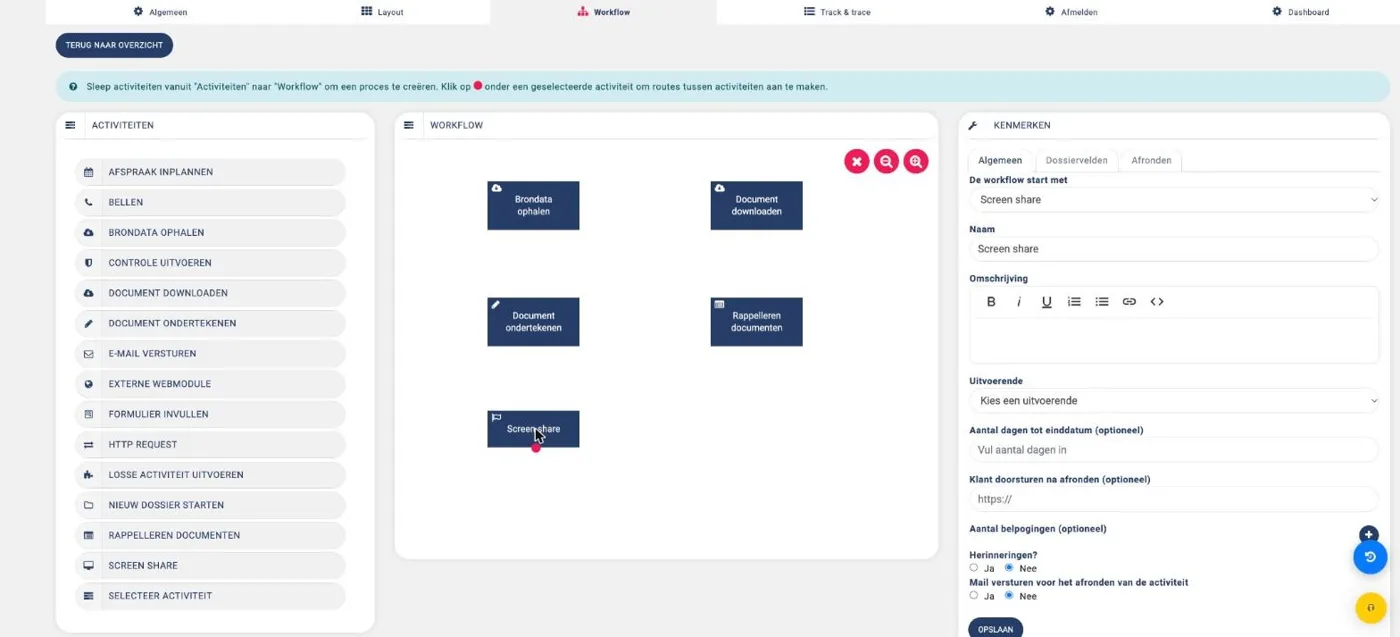 Algemeen
Layout
Workflow
Track & trace
Afmelden
Dashboard
TERUG NAAR OVERZICHT
Sleep activiteiten vanuit "Activiteiten" naar "Workflow" om een proces te creëren. Klik op onder een geselecteerde activiteit om routes tussen activiteiten aan te maken.
ACTIVITEITEN
AFSPRAAK INPLANNEN
BELLEN
BRONDATA OPHALEN
CONTROLE UITVOEREN
DOCUMENT DOWNLOADEN
DOCUMENT ONDERTEKENEN
E-MAIL VERSTUREN
EXTERNE WEBMODULE
FORMULIER INVULLEN
HTTP REQUEST
LOSSE ACTIVITEIT UITVOEREN
NIEUW DOSSIER STARTEN
RAPPELLEREN DOCUMENTEN
SCREEN SHARE
SELECTEER ACTIVITEIT
WORKFLOW
Brondata
ophalen
Document
downloaden
Document
ondertekenen
Rappelleren
documenten
Screen share
KENMERKEN
Algemeen
Dossiervelden
Afronden
De workflow start met
Screen share
Naam
Screen share
Omschrijving
B i U
Uitvoerende
Kies een uitvoerende
Aantal dagen tot einddatum (optioneel)
Vul aantal dagen in
Klant doorsturen na afronden (optioneel)
https://
Aantal belpogingen (optioneel)
Herinneringen?
Ja Nee
Mail versturen voor het afronden van de activiteit
Ja Nee
OPSLAAN